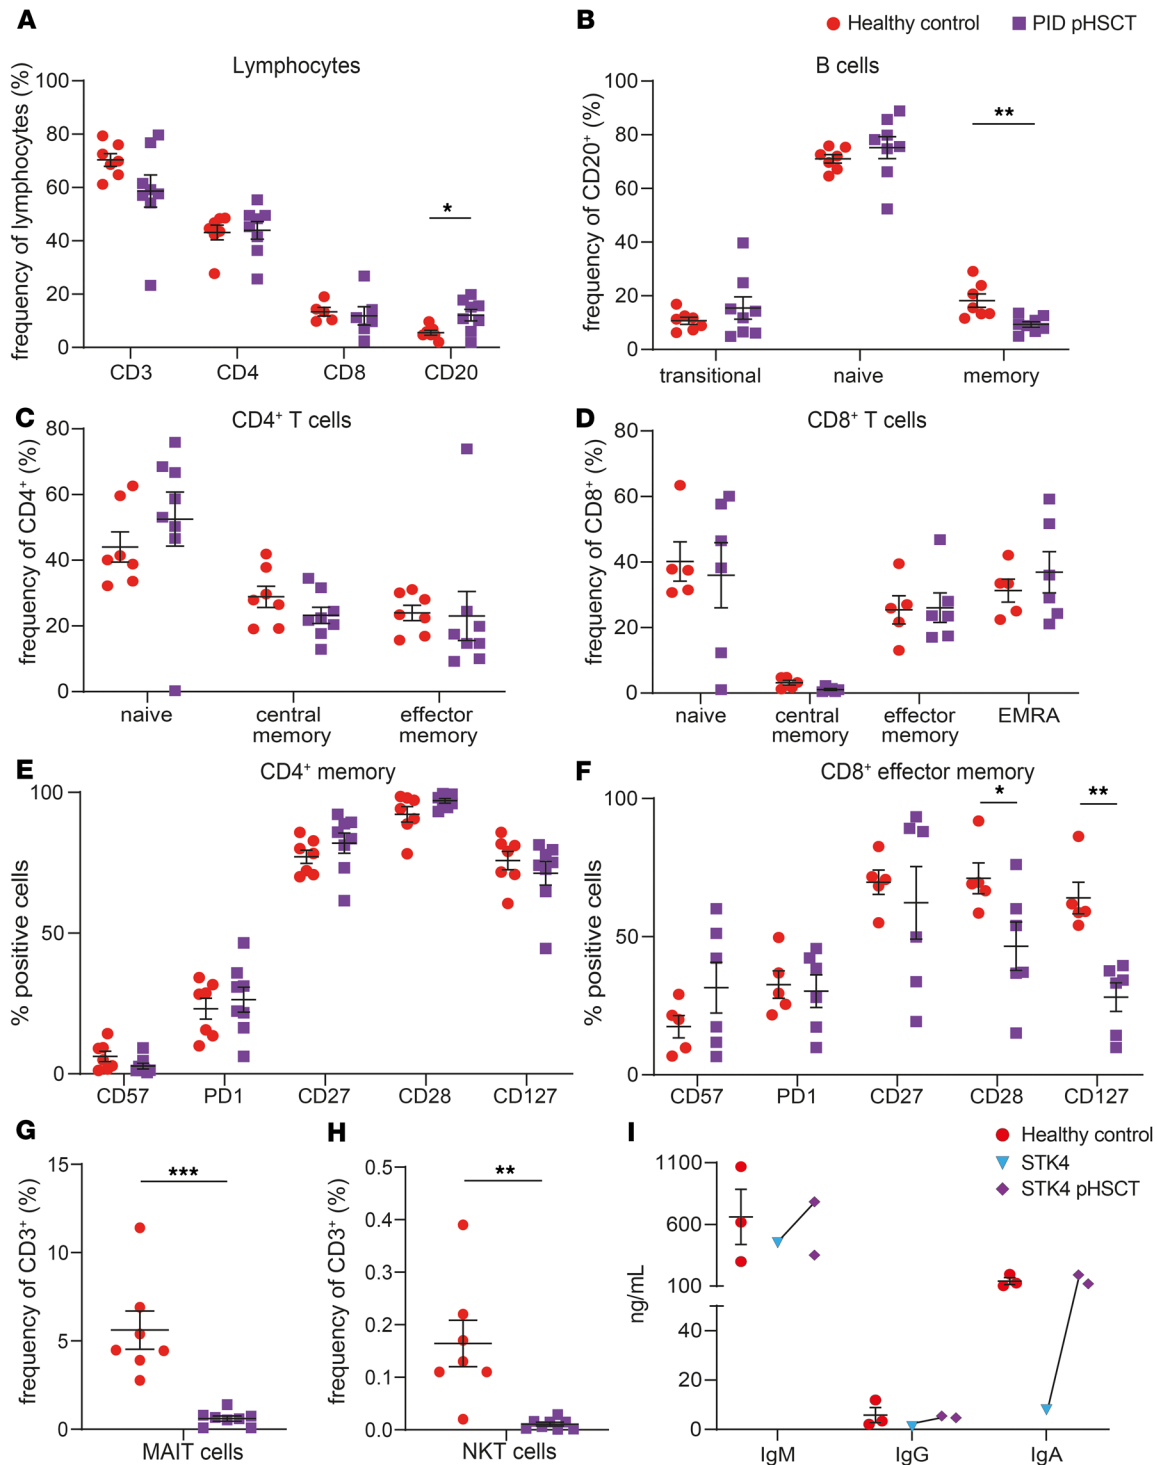 A
B
Healthy control
PID pHSCT
Lymphocytes
frequency of lymphocytes (%)
100
80
60
40
20
0
*
CD3
CD4
CD8
CD20
B cells
frequency of CD20⁺ (%)
100
80
60
40
20
0
**
transitional
naive
memory
C
CD4⁺ T cells
frequency of CD4⁺ (%)
80
60
40
20
0
naive
central
memory
effector
memory
D
CD8⁺ T cells
frequency of CD8⁺ (%)
80
60
40
20
0
naive
central
memory
effector
memory
EMRA
E
CD4⁺ memory
% positive cells
100
50
0
CD57
PD1
CD27
CD28
CD127
F
CD8⁺ effector memory
% positive cells
100
50
0
*
**
CD57
PD1
CD27
CD28
CD127
G
frequency of CD3⁺ (%)
15
10
5
0
***
MAIT cells
H
frequency of CD3⁺ (%)
0.5
0.4
0.3
0.2
0.1
0.0
**
NKT cells
I
Healthy control
STK4
STK4 pHSCT
ng/mL
1100
600
100
40
20
0
IgM
IgG
IgA